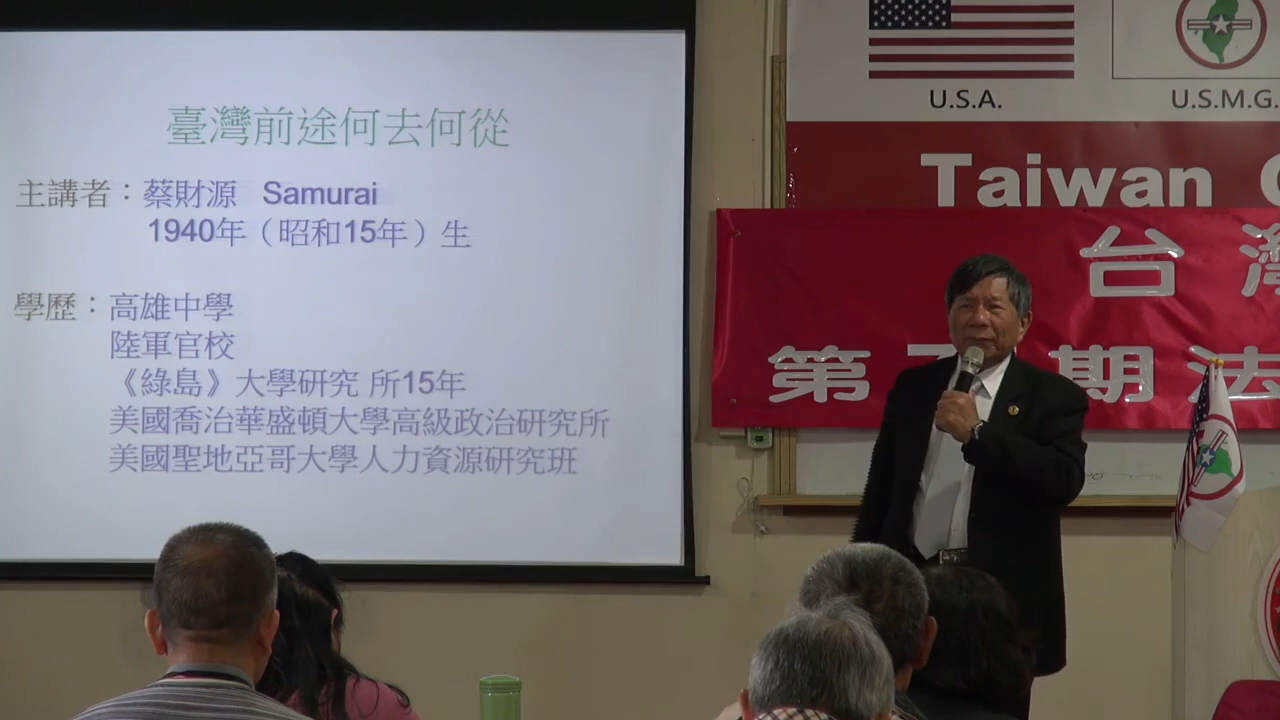 臺灣前途何去何從
主講者：蔡財源 Samurai
1940年（昭和15年）生
學歷：高雄中學
陸軍官校
《綠島》大學研究 所15年
美國喬治華盛頓大學高級政治研究所
美國聖地亞哥大學人力資源研究班
U.S.A.
U.S.M.G.
Taiwan
台灣
第 期法